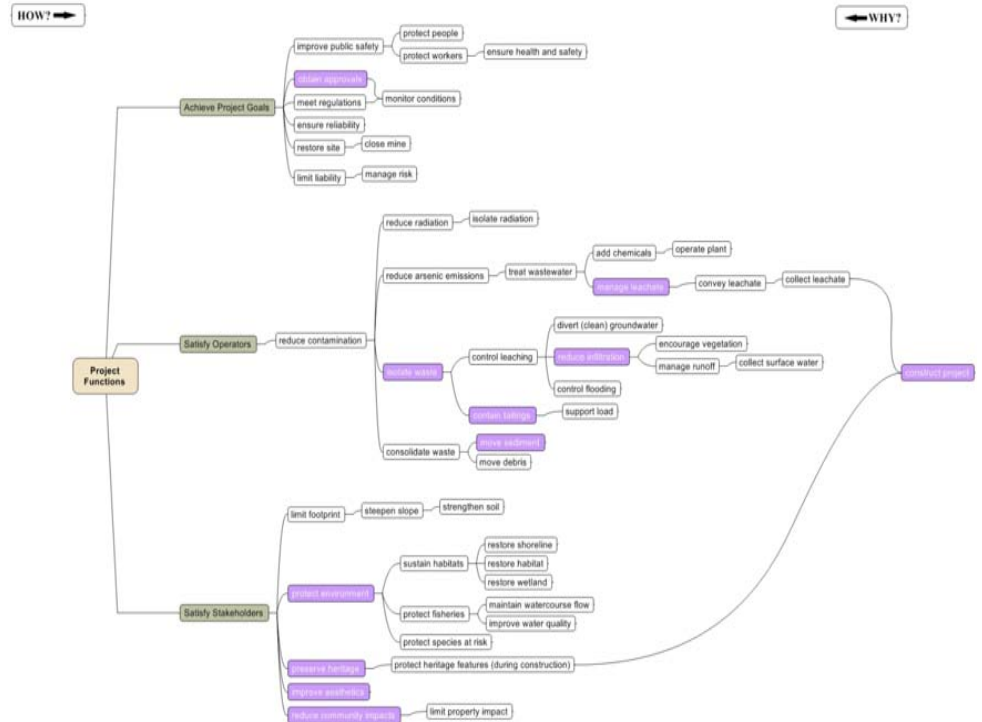 HOW?
WHY?
protect people
improve public safety
protect workers
ensure health and safety
obtain approvals
Achieve Project Goals
meet regulations
monitor conditions
ensure reliability
restore site
close mine
limit liability
manage risk
reduce radiation
isolate radiation
add chemicals
operate plant
reduce arsenic emissions
treat wastewater
manage leachate
convey leachate
collect leachate
divert (clean) groundwater
Satisfy Operators
reduce contamination
control leaching
reduce infiltration
encourage vegetation
manage runoff
collect surface water
isolate waste
control flooding
Project
Functions
construct project
contain tailings
support load
consolidate waste
move sediment
move debris
limit footprint
steepen slope
strengthen soil
restore shoreline
sustain habitats
restore habitat
restore wetland
protect environment
Satisfy Stakeholders
protect fisheries
maintain watercourse flow
improve water quality
protect species at risk
preserve heritage
protect heritage features (during construction)
improve aesthetics
reduce community impacts
limit property impact